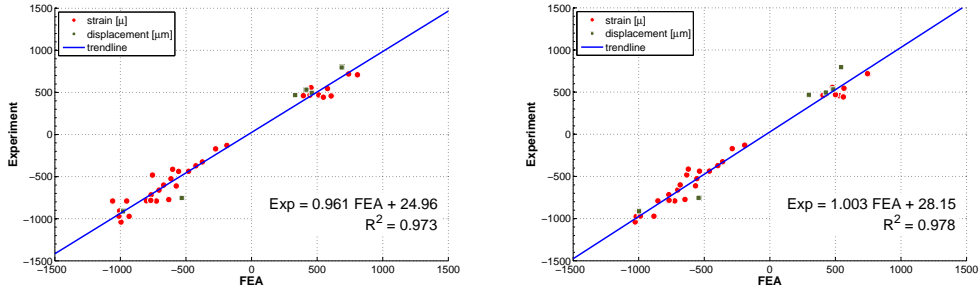 1500
1000
500
0
−500
−1000
−1500
Experiment
strain [μ]
displacement [μm]
trendline
Exp = 0.961 FEA + 24.96
R² = 0.973
−1500 −1000 −500 0 500 1000 1500
FEA
1500
1000
500
0
−500
−1000
−1500
Experiment
strain [μ]
displacement [μm]
trendline
Exp = 1.003 FEA + 28.15
R² = 0.978
−1500 −1000 −500 0 500 1000 1500
FEA